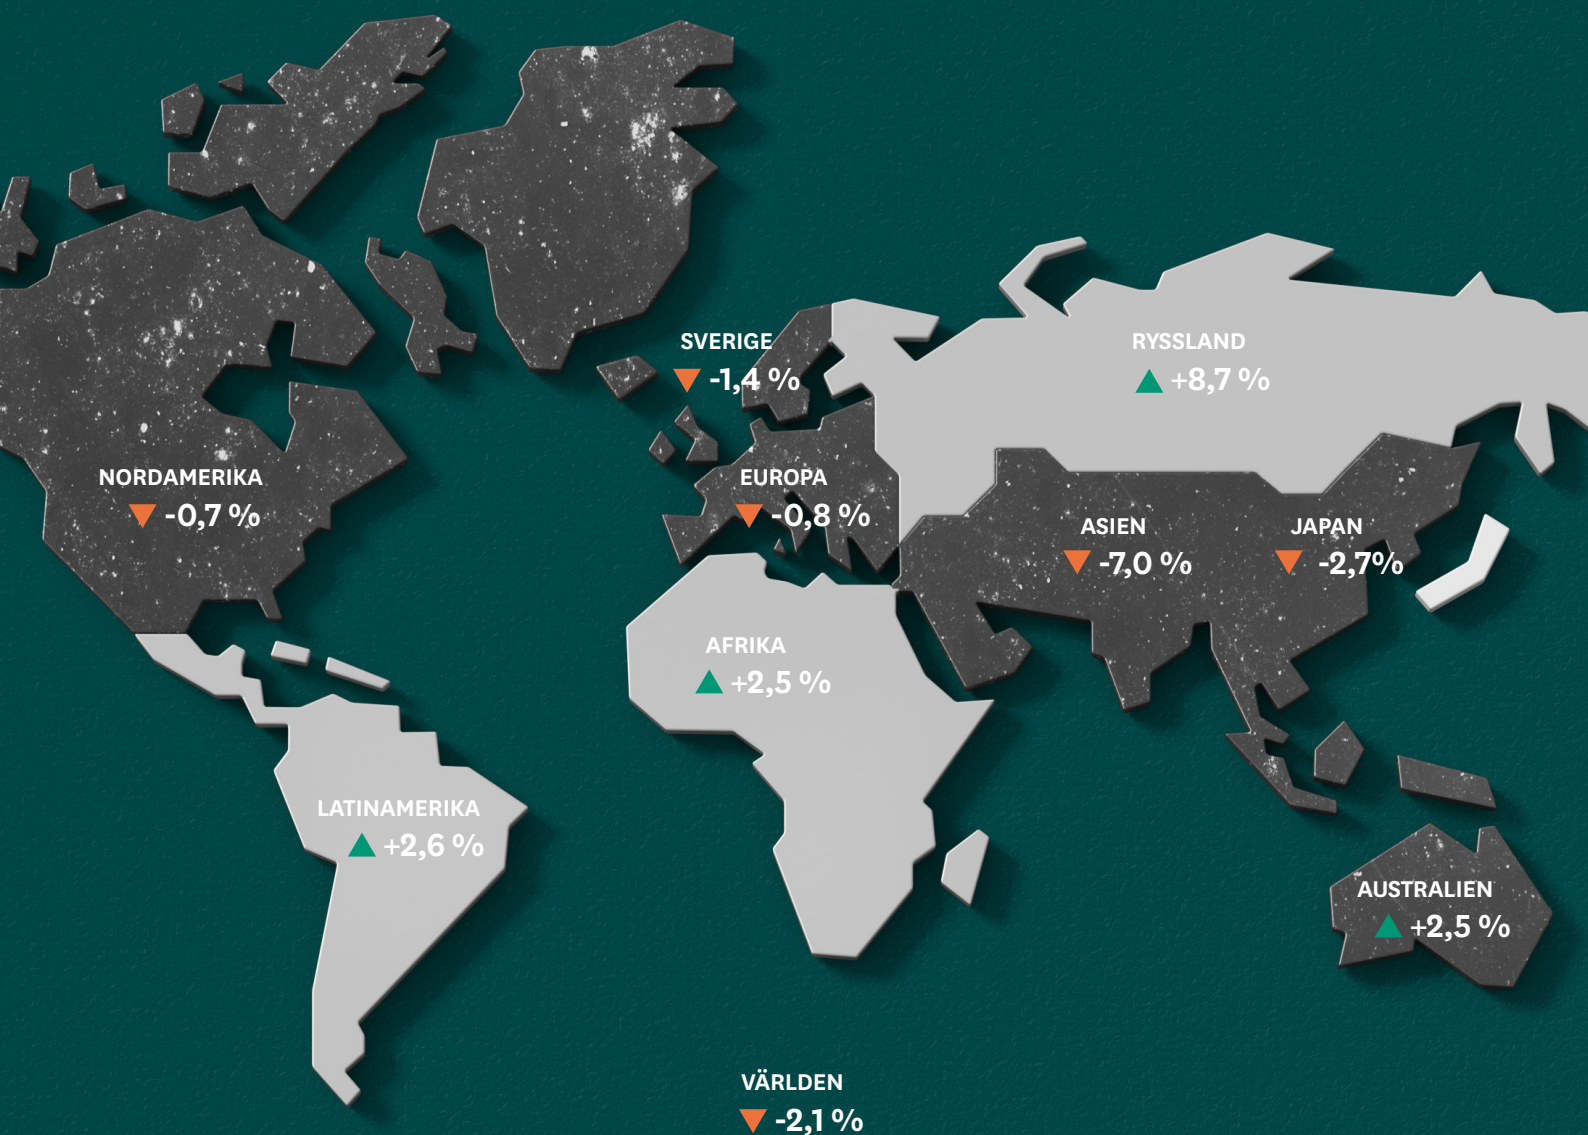 SVERIGE
-1,4 %
RYSSLAND
+8,7 %
NORDAMERIKA
-0,7 %
EUROPA
-0,8 %
ASIEN
-7,0 %
JAPAN
-2,7%
AFRIKA
+2,5 %
LATINAMERIKA
+2,6 %
AUSTRALIEN
+2,5 %
VÄRLDEN
-2,1 %